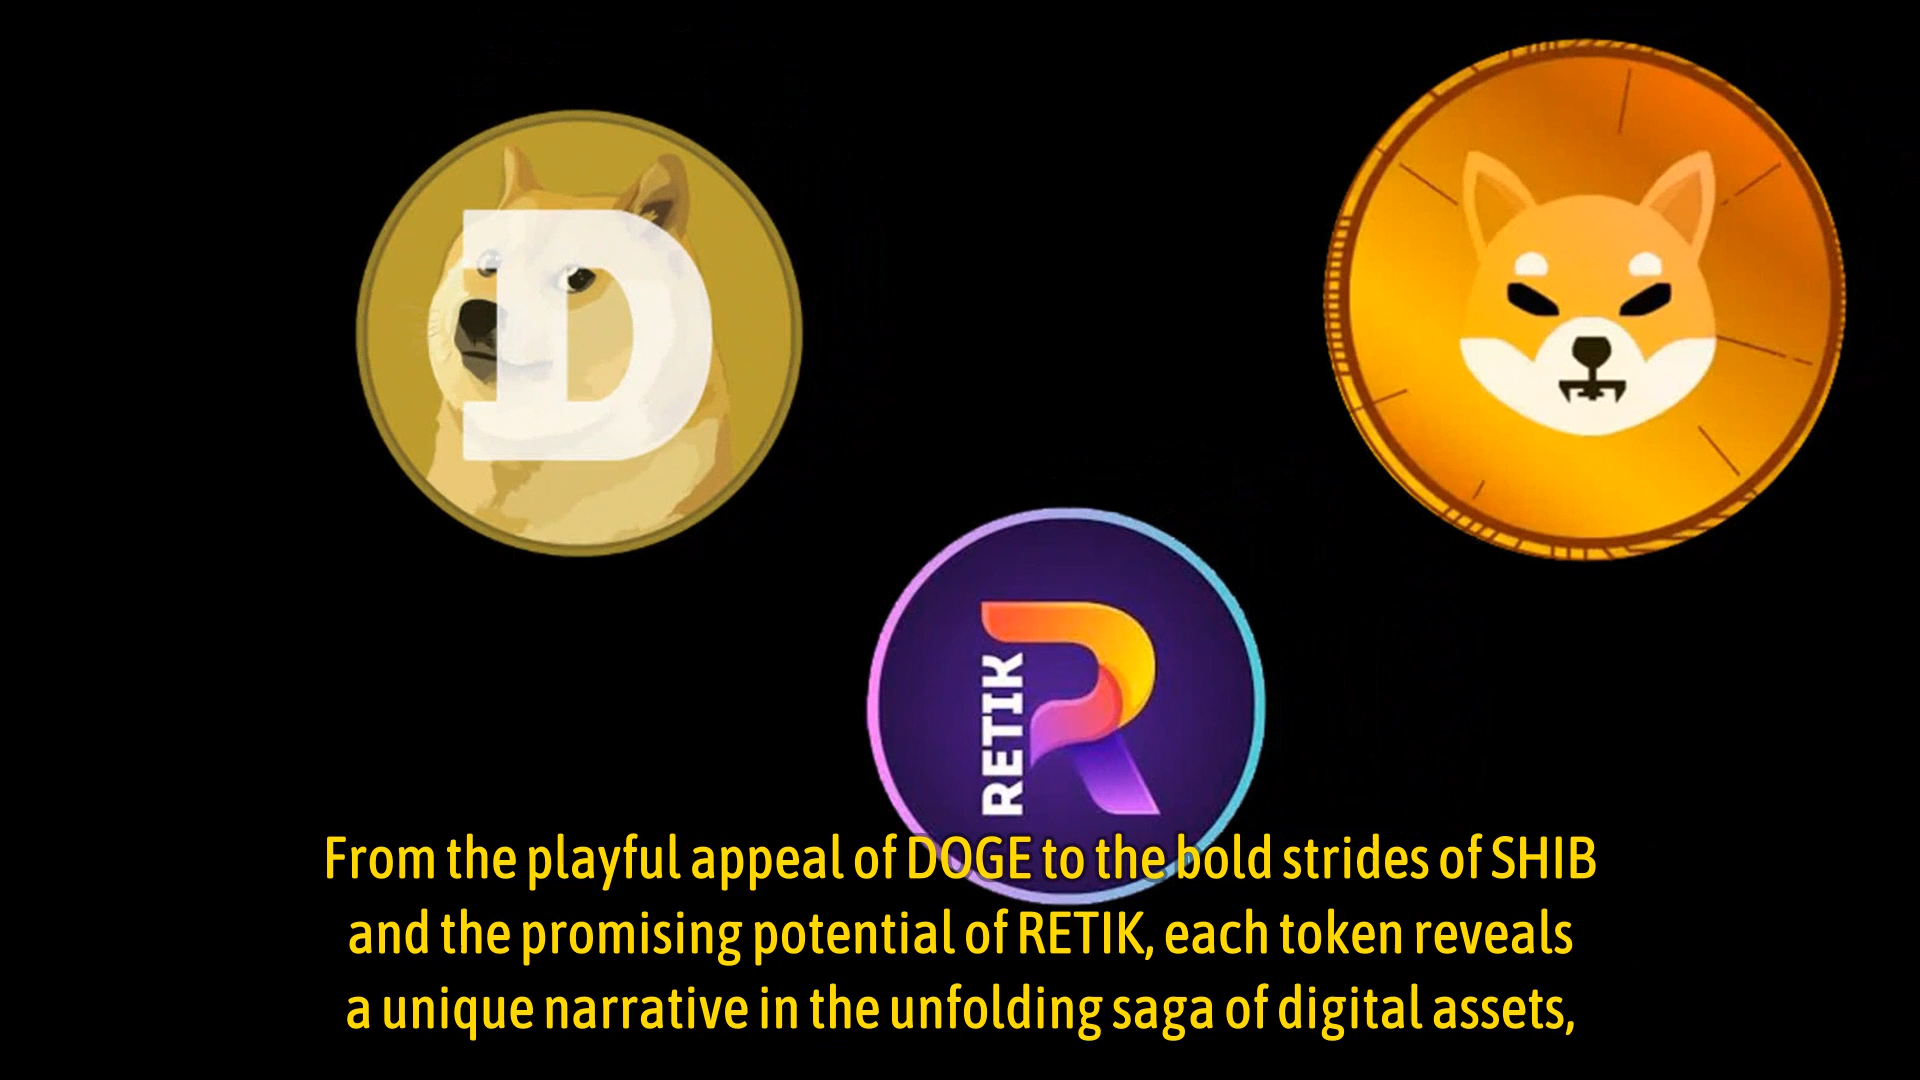 D
RETIK
From the playful appeal of DOGE to the bold strides of SHIB
and the promising potential of RETIK, each token reveals
a unique narrative in the unfolding saga of digital assets,